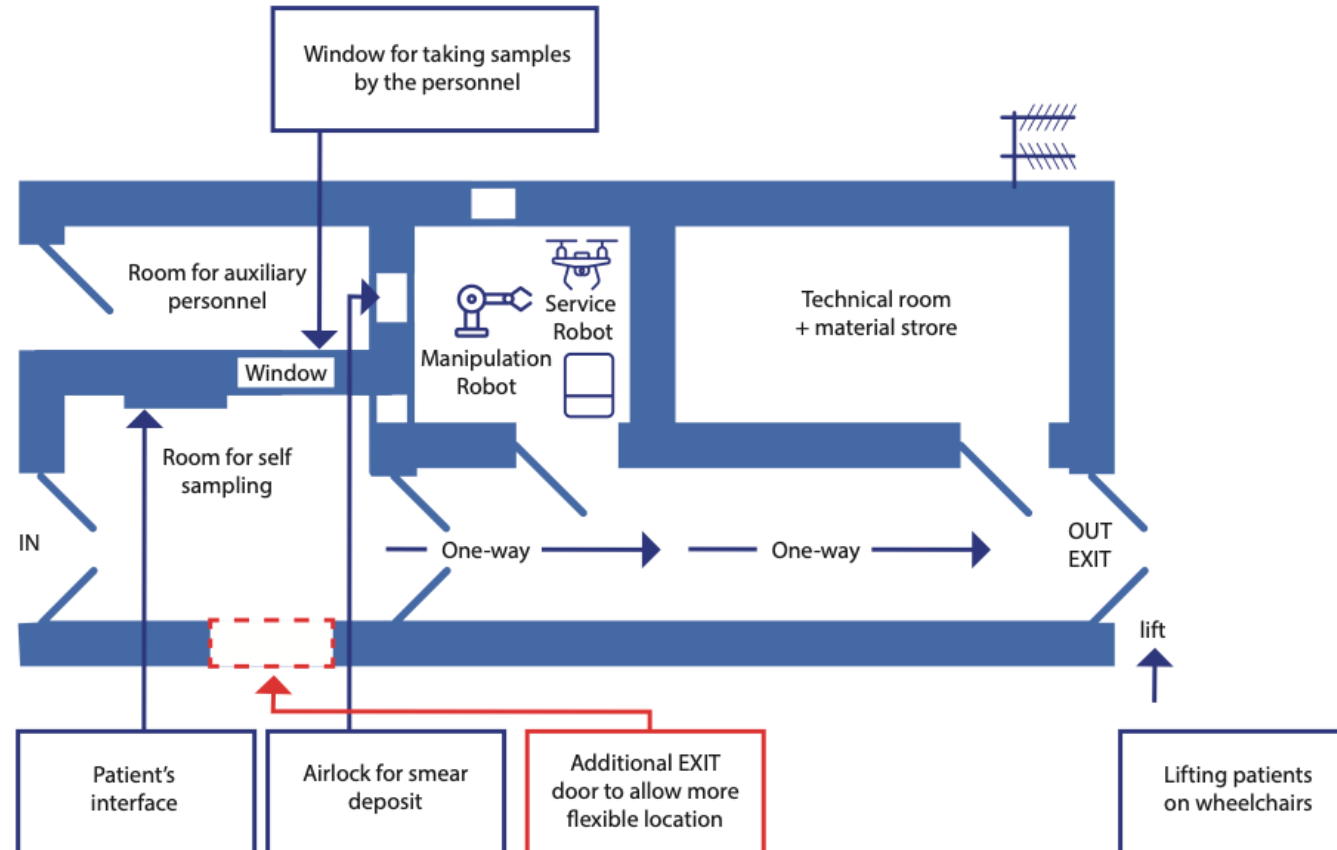 Window for taking samples
by the personnel
Room for auxiliary
personnel
Service
Robot
Manipulation
Robot
Technical room
+ material strore
Window
Room for self
sampling
IN
One-way
One-way
OUT
EXIT
lift
Patient’s
interface
Airlock for smear
deposit
Additional EXIT
door to allow more
flexible location
Lifting patients
on wheelchairs